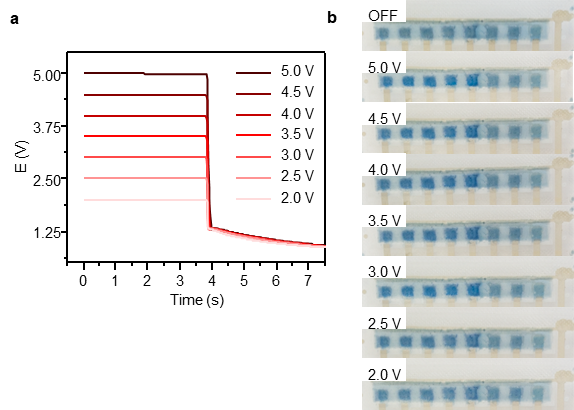 a
5.00
3.75
2.50
1.25
E (V)
0 1 2 3 4 5 6 7
Time (s)
5.0 V
4.5 V
4.0 V
3.5 V
3.0 V
2.5 V
2.0 V
b
OFF
5.0 V
4.5 V
4.0 V
3.5 V
3.0 V
2.5 V
2.0 V